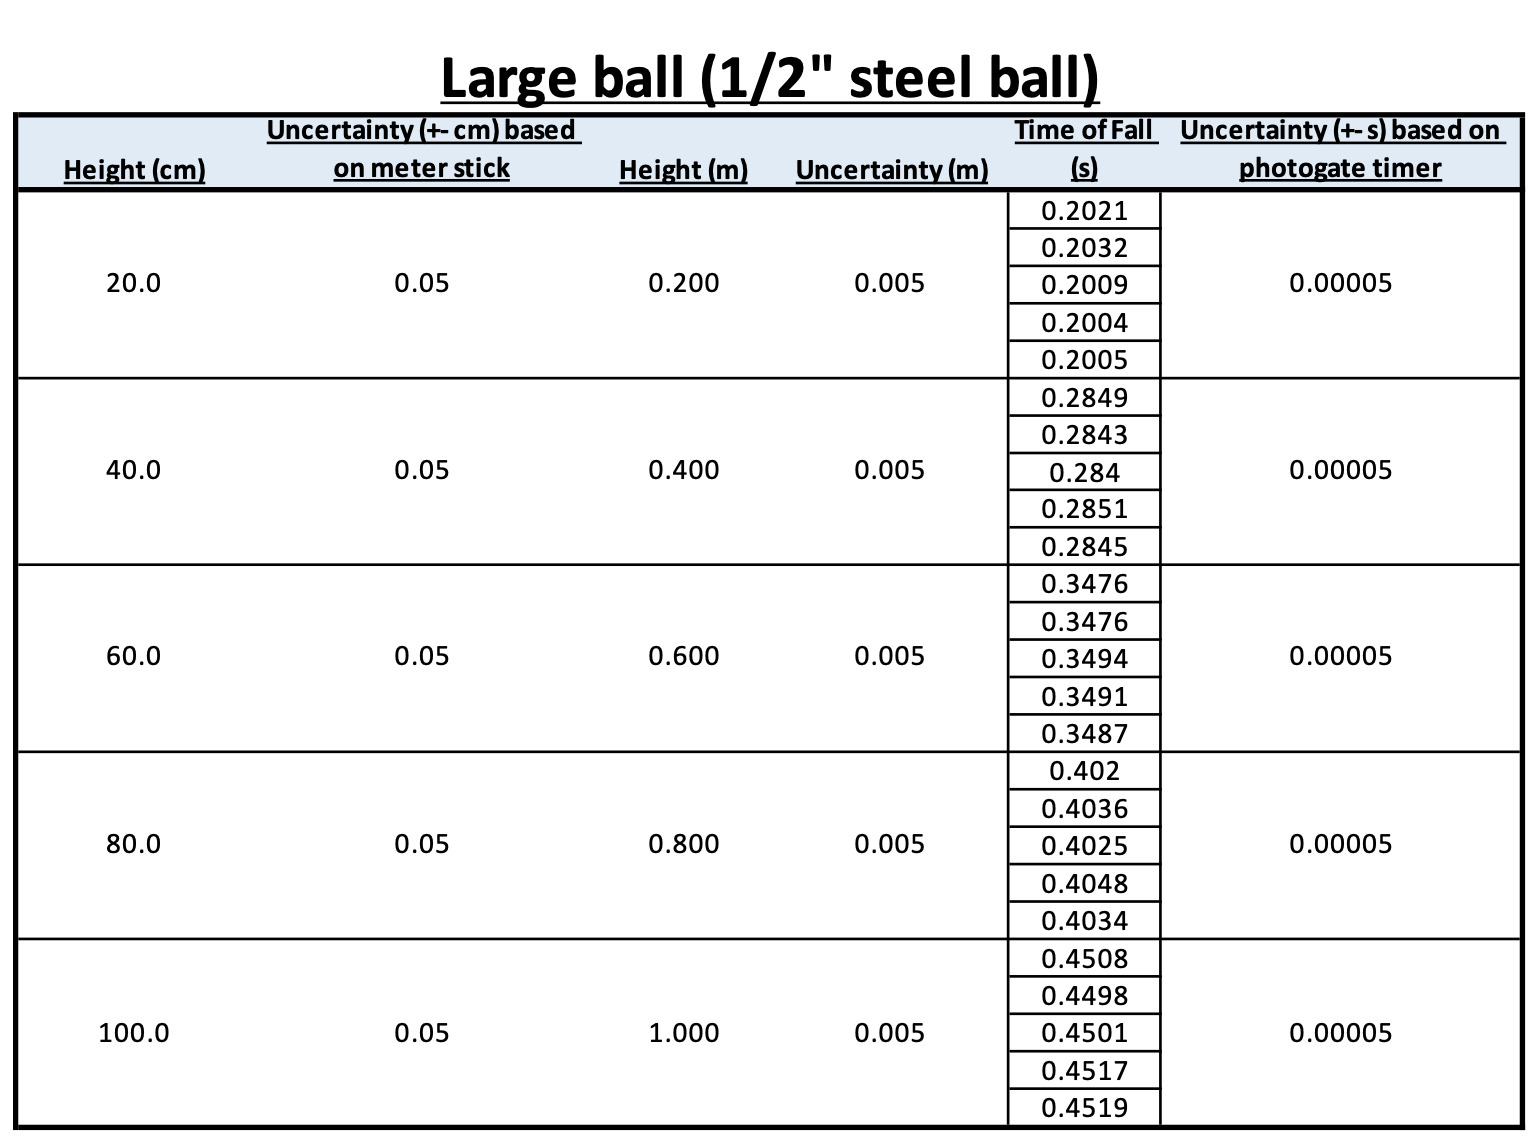 Large ball (1/2" steel ball)
Height (cm) Uncertainty (+- cm) based on meter stick Height (m) Uncertainty (m) Time of Fall (s) Uncertainty (+- s) based on photogate timer
20.0 0.05 0.200 0.005 0.2021 0.00005
0.2032
0.2009
0.2004
0.2005
40.0 0.05 0.400 0.005 0.2849 0.00005
0.2843
0.284
0.2851
0.2845
60.0 0.05 0.600 0.005 0.3476 0.00005
0.3476
0.3494
0.3491
0.3487
80.0 0.05 0.800 0.005 0.402 0.00005
0.4036
0.4025
0.4048
0.4034
100.0 0.05 1.000 0.005 0.4508 0.00005
0.4498
0.4501
0.4517
0.4519